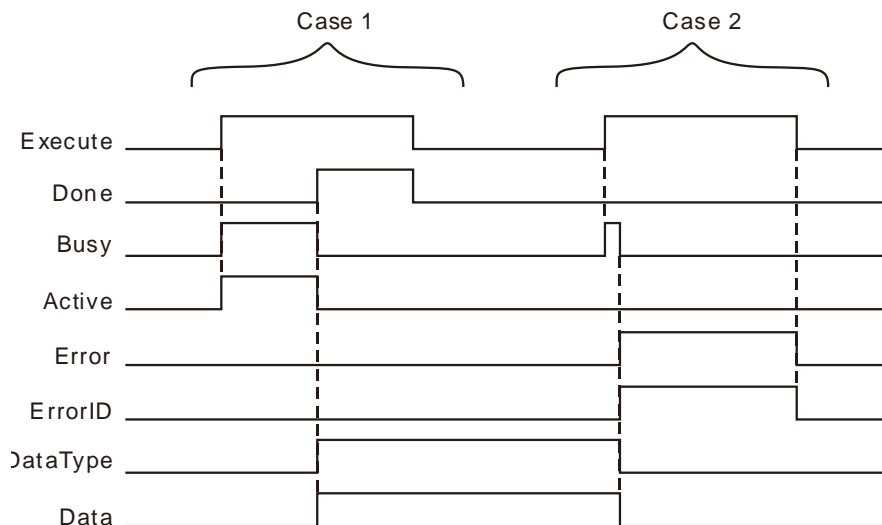 Case 1
Case 2
Execute
Done
Busy
Active
Error
ErrorID
DataType
Data